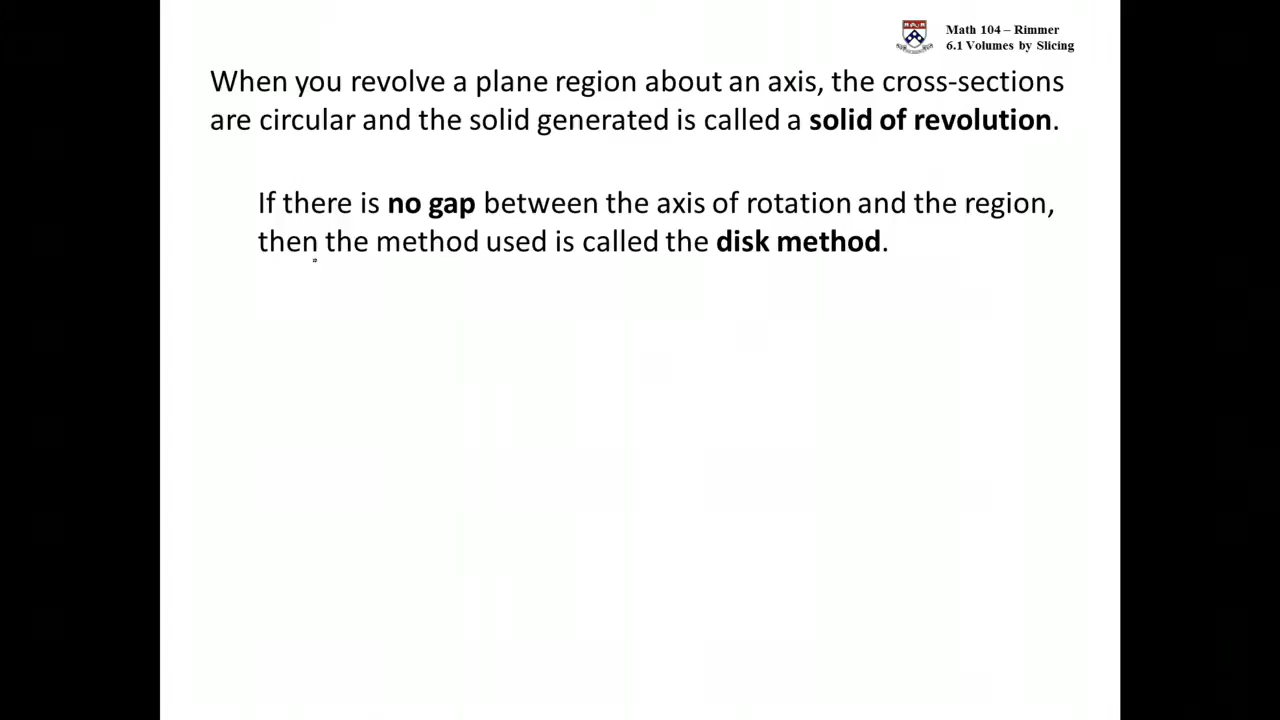 Math 104 – Rimmer
6.1 Volumes by Slicing
When you revolve a plane region about an axis, the cross-sections
are circular and the solid generated is called a solid of revolution.
If there is no gap between the axis of rotation and the region,
then the method used is called the disk method.